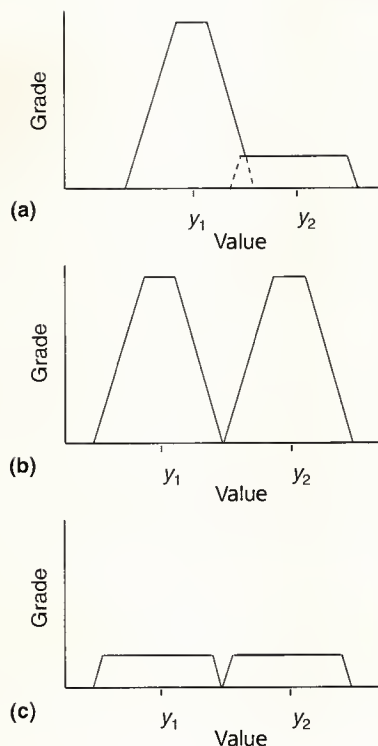 Grade
y1
y2
Value
(a)
Grade
y1
y2
Value
(b)
Grade
y1
y2
Value
(c)